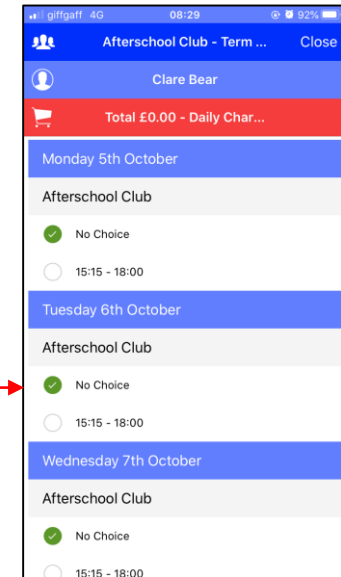 giffgaff 4G 08:29 92%
Afterschool Club - Term ... Close
Clare Bear
Total £0.00 - Daily Char...
Monday 5th October
Afterschool Club
No Choice
15:15 - 18:00
Tuesday 6th October
Afterschool Club
No Choice
15:15 - 18:00
Wednesday 7th October
Afterschool Club
No Choice
15:15 - 18:00